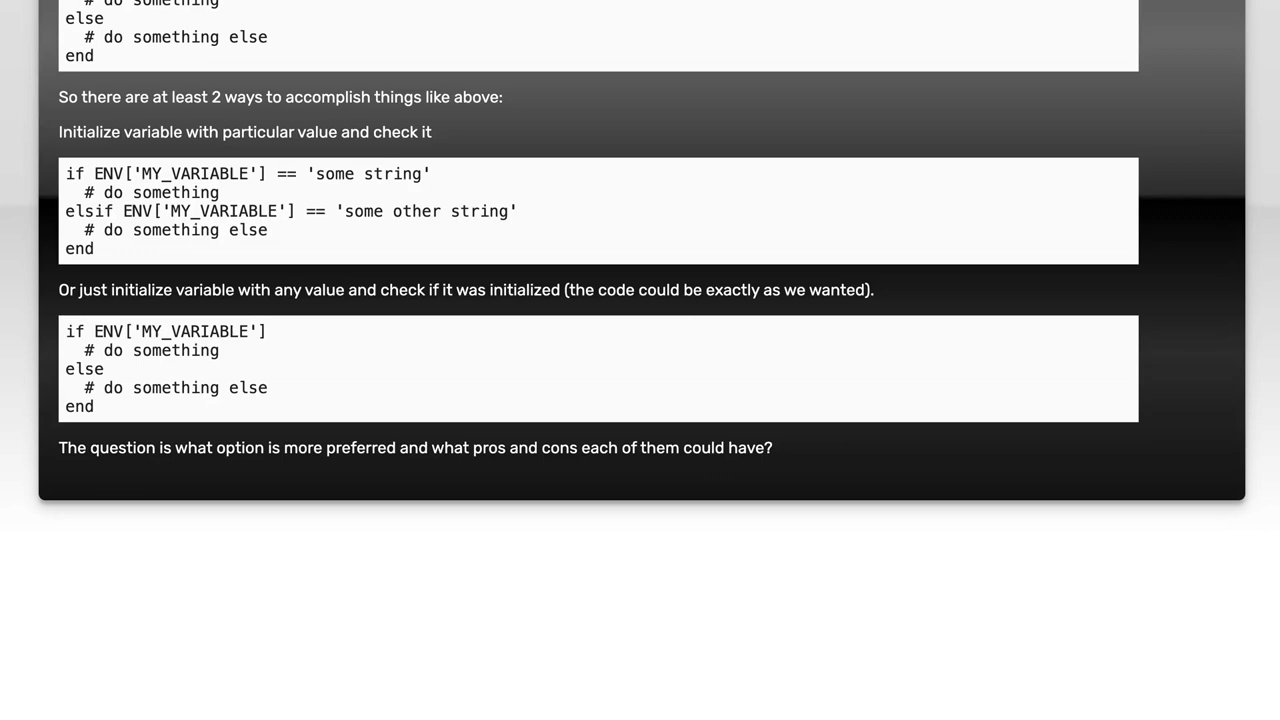 # do something
else
  # do something else
end
So there are at least 2 ways to accomplish things like above:
Initialize variable with particular value and check it
if ENV['MY_VARIABLE'] == 'some string'
  # do something
elsif ENV['MY_VARIABLE'] == 'some other string'
  # do something else
end
Or just initialize variable with any value and check if it was initialized (the code could be exactly as we wanted).
if ENV['MY_VARIABLE']
  # do something
else
  # do something else
end
The question is what option is more preferred and what pros and cons each of them could have?